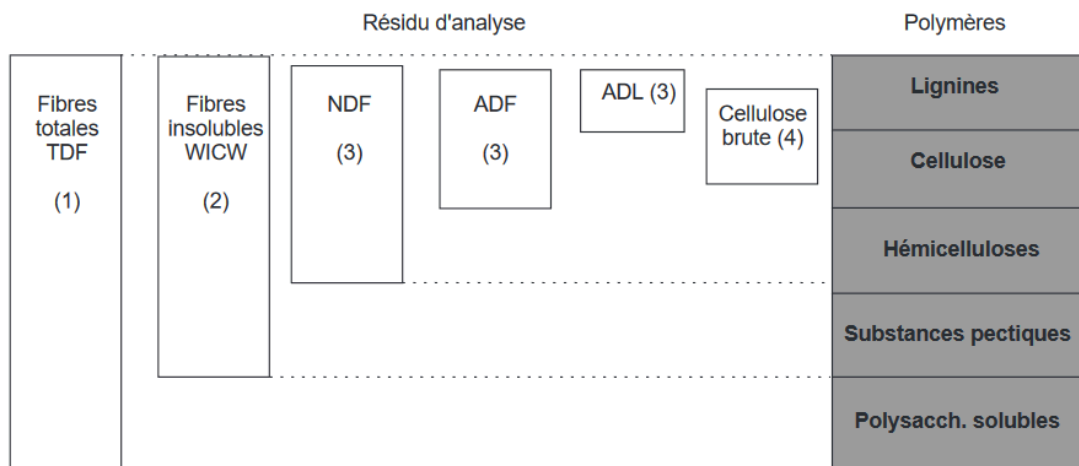 Résidu d'analyse
Polymères
Fibres
totales
TDF
(1)
Fibres
insolubles
WICW
(2)
NDF
(3)
ADF
(3)
ADL (3)
Cellulose
brute (4)
Lignines
Cellulose
Hémicelluloses
Substances pectiques
Polysacch. solubles